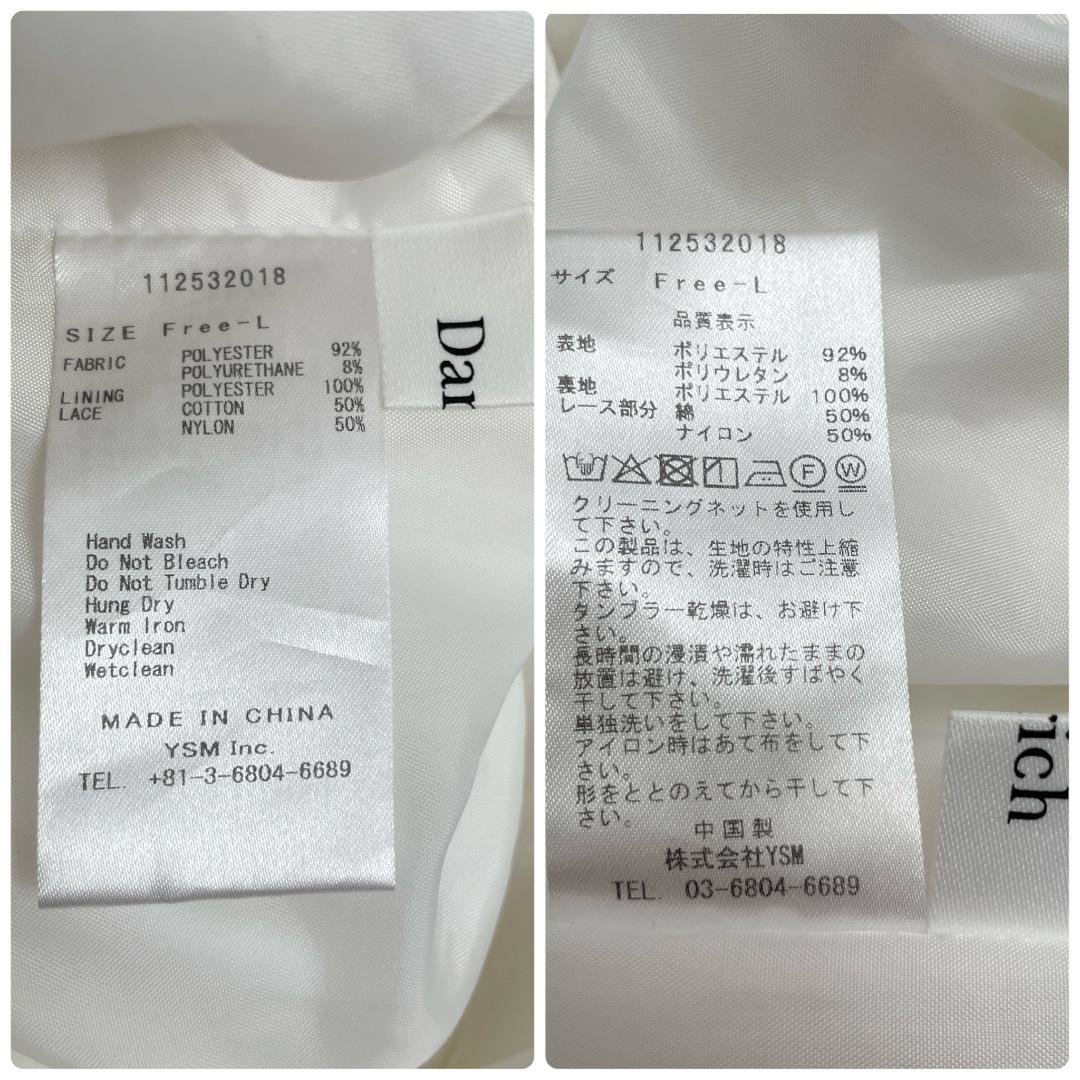 112532018
SIZE Free-L
FABRIC POLYESTER 92%
POLYURETHANE 8%
LINING POLYESTER 100%
LACE COTTON 50%
NYLON 50%
Hand Wash
Do Not Bleach
Do Not Tumble Dry
Hung Dry
Warm Iron
Dryclean
Wetclean
MADE IN CHINA
YSM Inc.
TEL. +81-3-6804-6689
Dar
112532018
サイズ Free-L
品質表示
表地 ポリエステル 92%
ポリウレタン 8%
裏地 ポリエステル 100%
レース部分 綿 50%
ナイロン 50%
F W
クリーニングネットを使用し
て下さい。
この製品は、生地の特性上縮
みますので、洗濯時はご注意
下さい。
タンブラー乾燥は、お避け下
さい。
長時間の浸漬や濡れたままの
放置は避け、洗濯後すばやく
干して下さい。
単独洗いをして下さい。
アイロン時はあて布をして下
さい。
形をととのえてから干して下
さい。
中国製
株式会社YSM
TEL. 03-6804-6689
rich